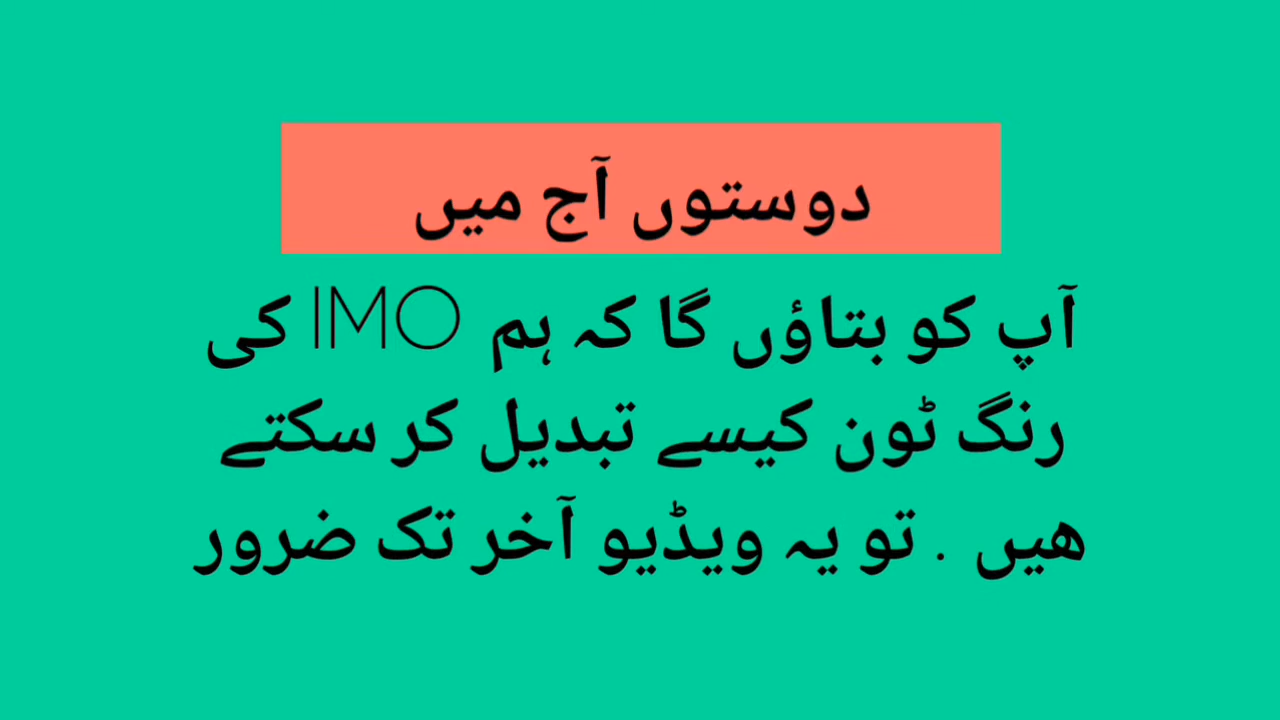 دوستوں آج میں
آپ کو بتاؤں گا کہ ہم IMO کی
رنگ ٹون کیسے تبدیل کر سکتے
ھیں . تو یہ ویڈیو آخر تک ضرور